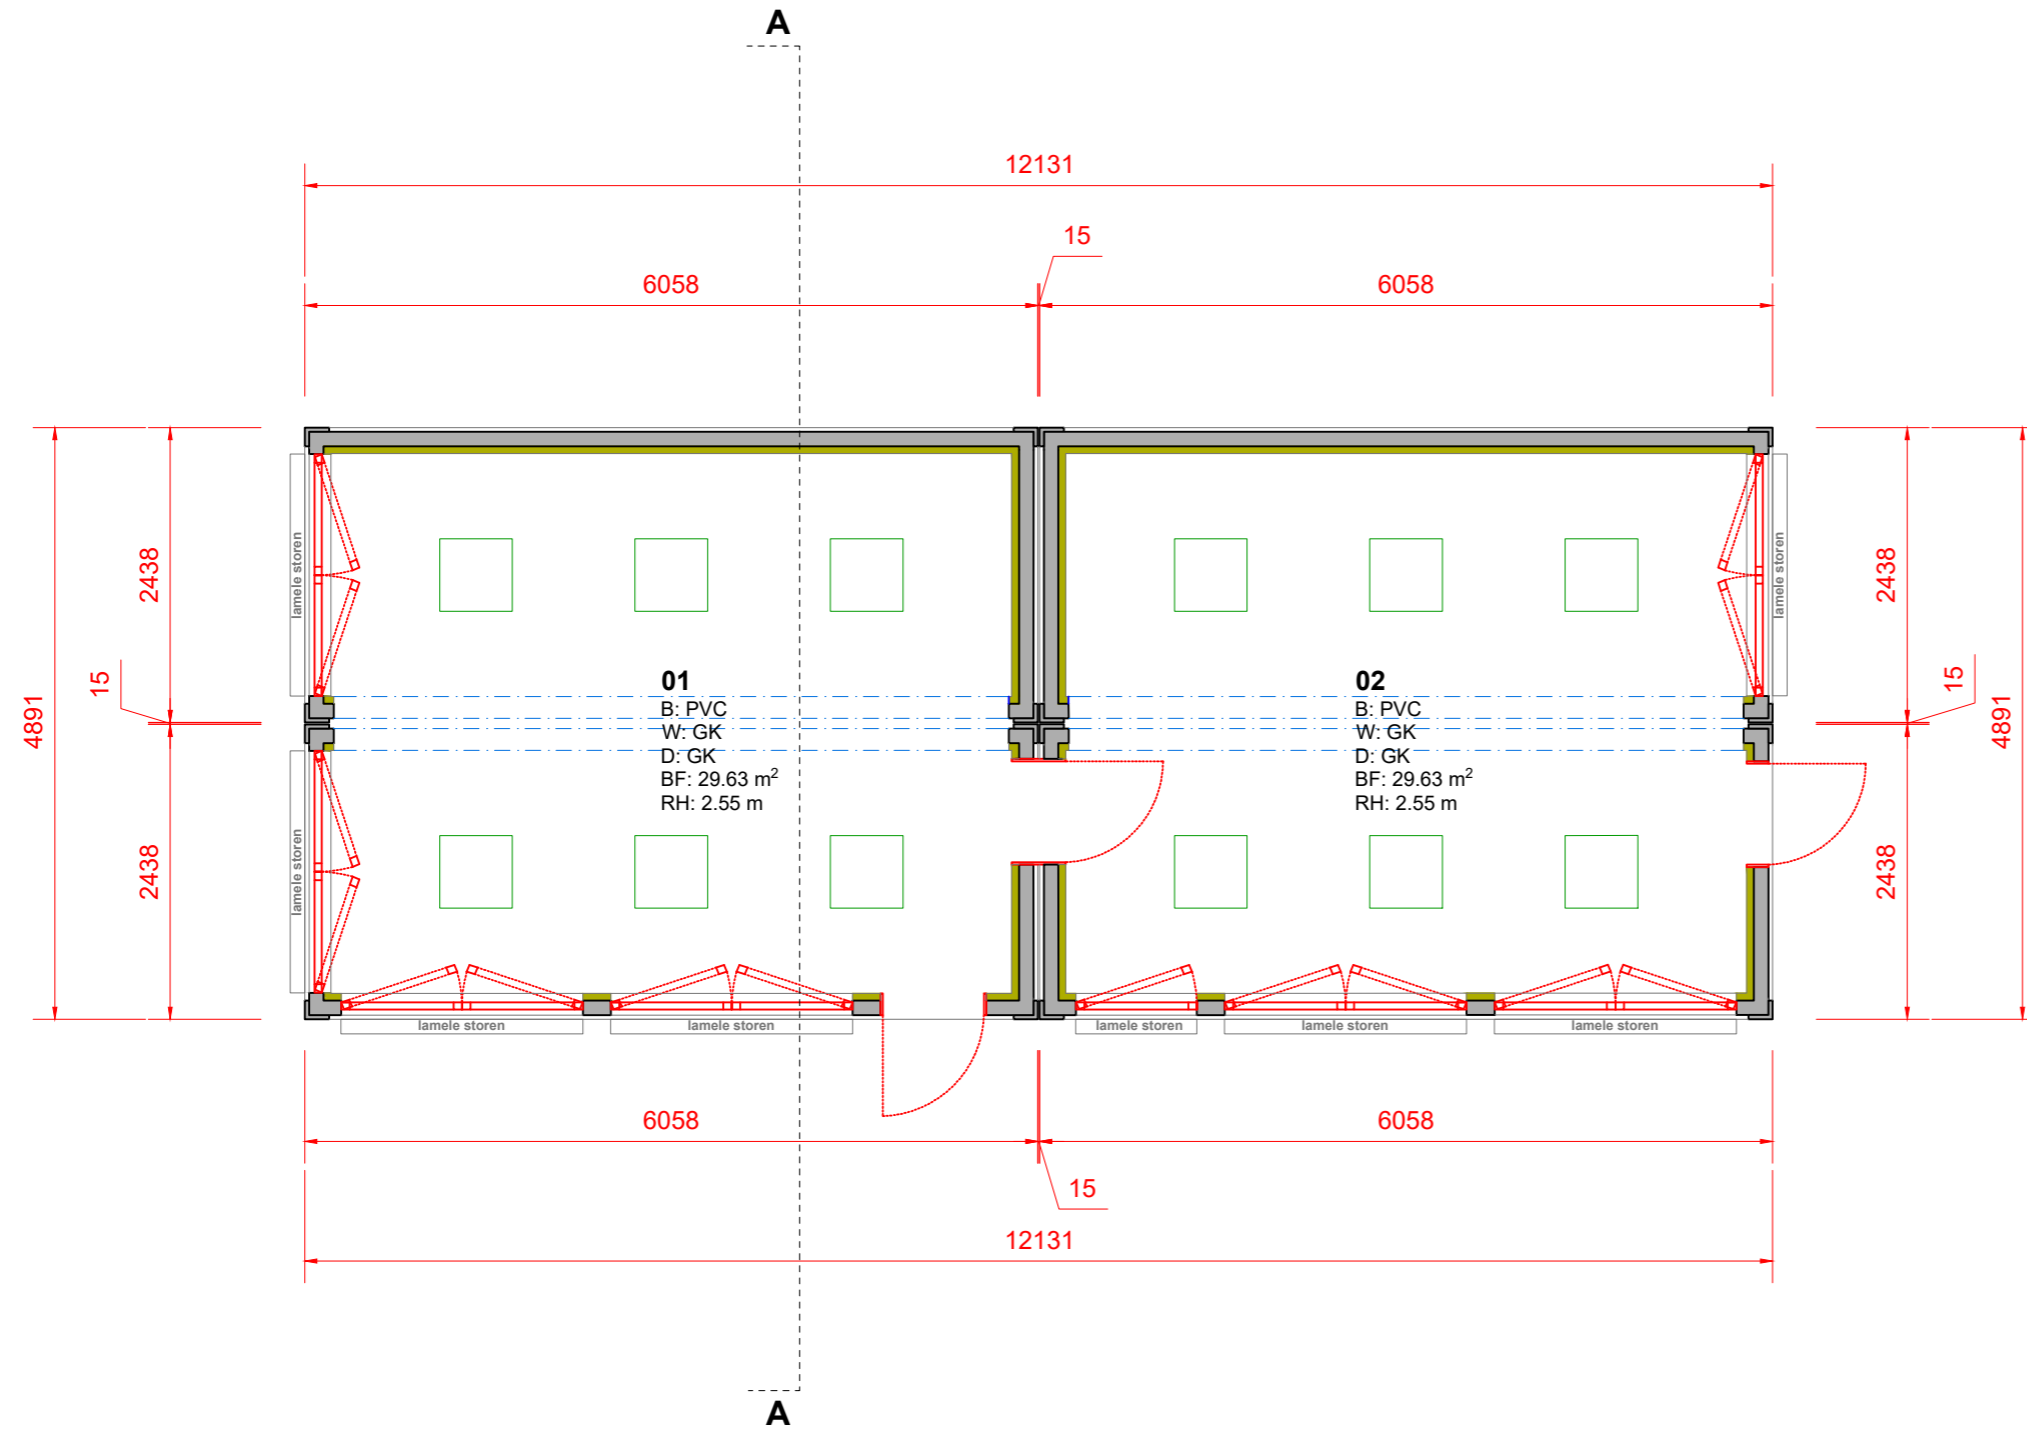 A
12131
15
6058
6058
lamele storen
lamele storen
2438
2438
4891
15
15
01
B: PVC
W: GK
D: GK
BF: 29.63 m²
RH: 2.55 m
02
B: PVC
W: GK
D: GK
BF: 29.63 m²
RH: 2.55 m
4891
2438
2438
lamele storen
lamele storen
lamele storen
lamele storen
lamele storen
lamele storen
6058
6058
15
12131
A